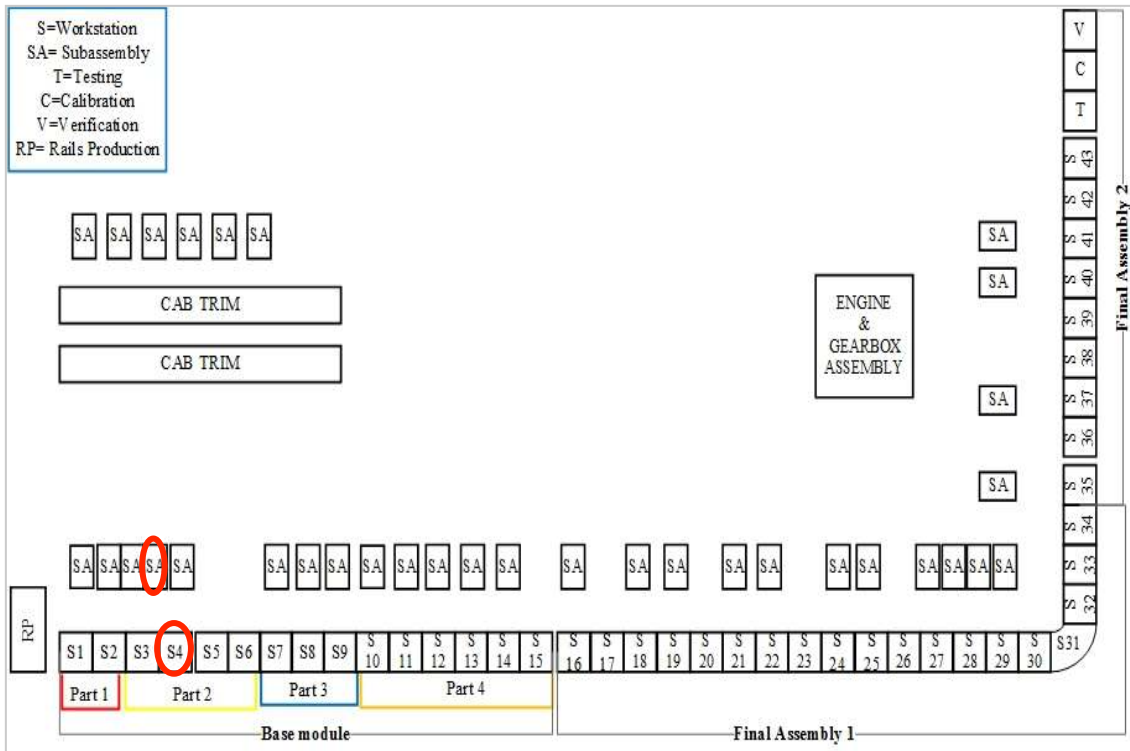 S=Workstation
SA= Subassembly
T=Testing
C=Calibration
V=Verification
RP= Rails Production
V
C
T
S 43
S 42
S 41
S 40
S 39
S 38
S 37
S 36
S 35
S 34
S 33
S 32
Final Assembly 2
SA SA SA SA SA SA
SA
SA
CAB TRIM
CAB TRIM
ENGINE
&
GEARBOX
ASSEMBLY
SA
SA
SA SA SA SA SA SA SA SA SA SA SA SA SA SA SA SA SA SA SA SA SA SA SA SA
RP
S1 S2 S3 S4 S5 S6 S7 S8 S9 S 10 S 11 S 12 S 13 S 14 S 15 S 16 S 17 S 18 S 19 S 20 S 21 S 22 S 23 S 24 S 25 S 26 S 27 S 28 S 29 S 30 S31
Part 1 Part 2 Part 3 Part 4
Base module Final Assembly 1